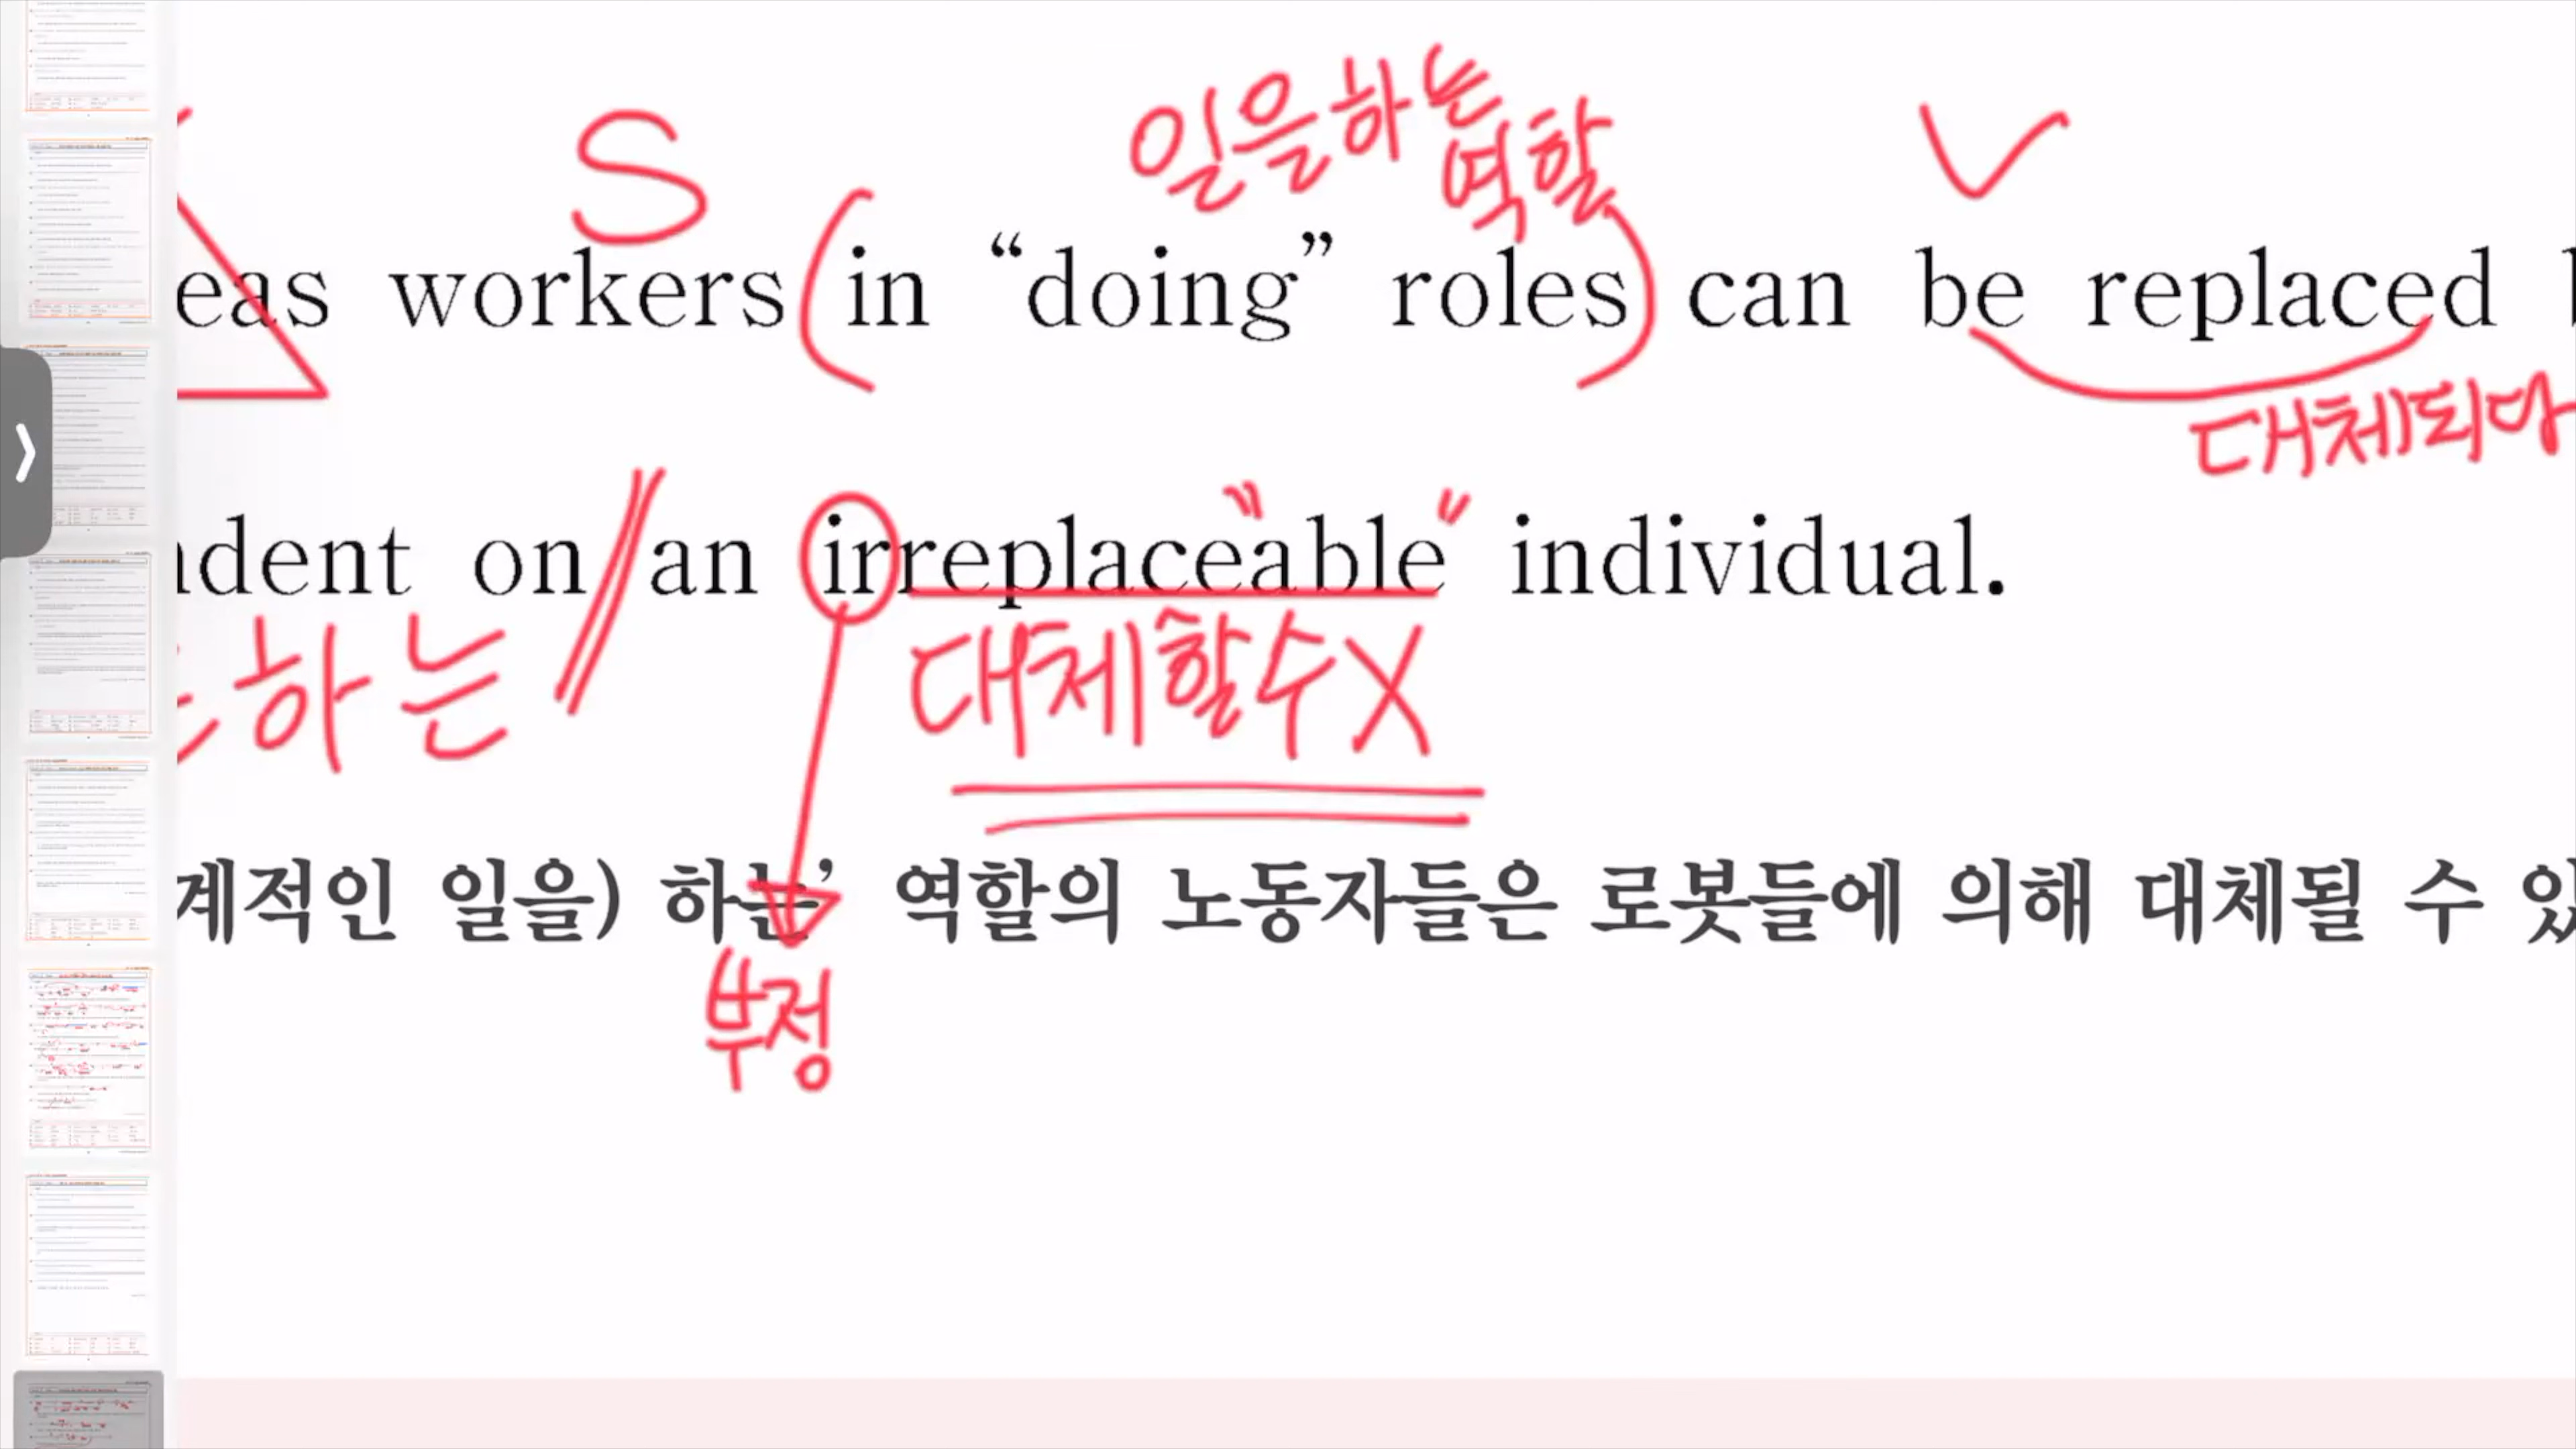 S
일을하는
역할
V
eas workers (in “doing” roles) can be replaced
대체되다
ndent on // an irreplaceable individual.
하는
대체할수X
계적인 일을) 하는’ 역할의 노동자들은 로봇들에 의해 대체될 수 있
부정